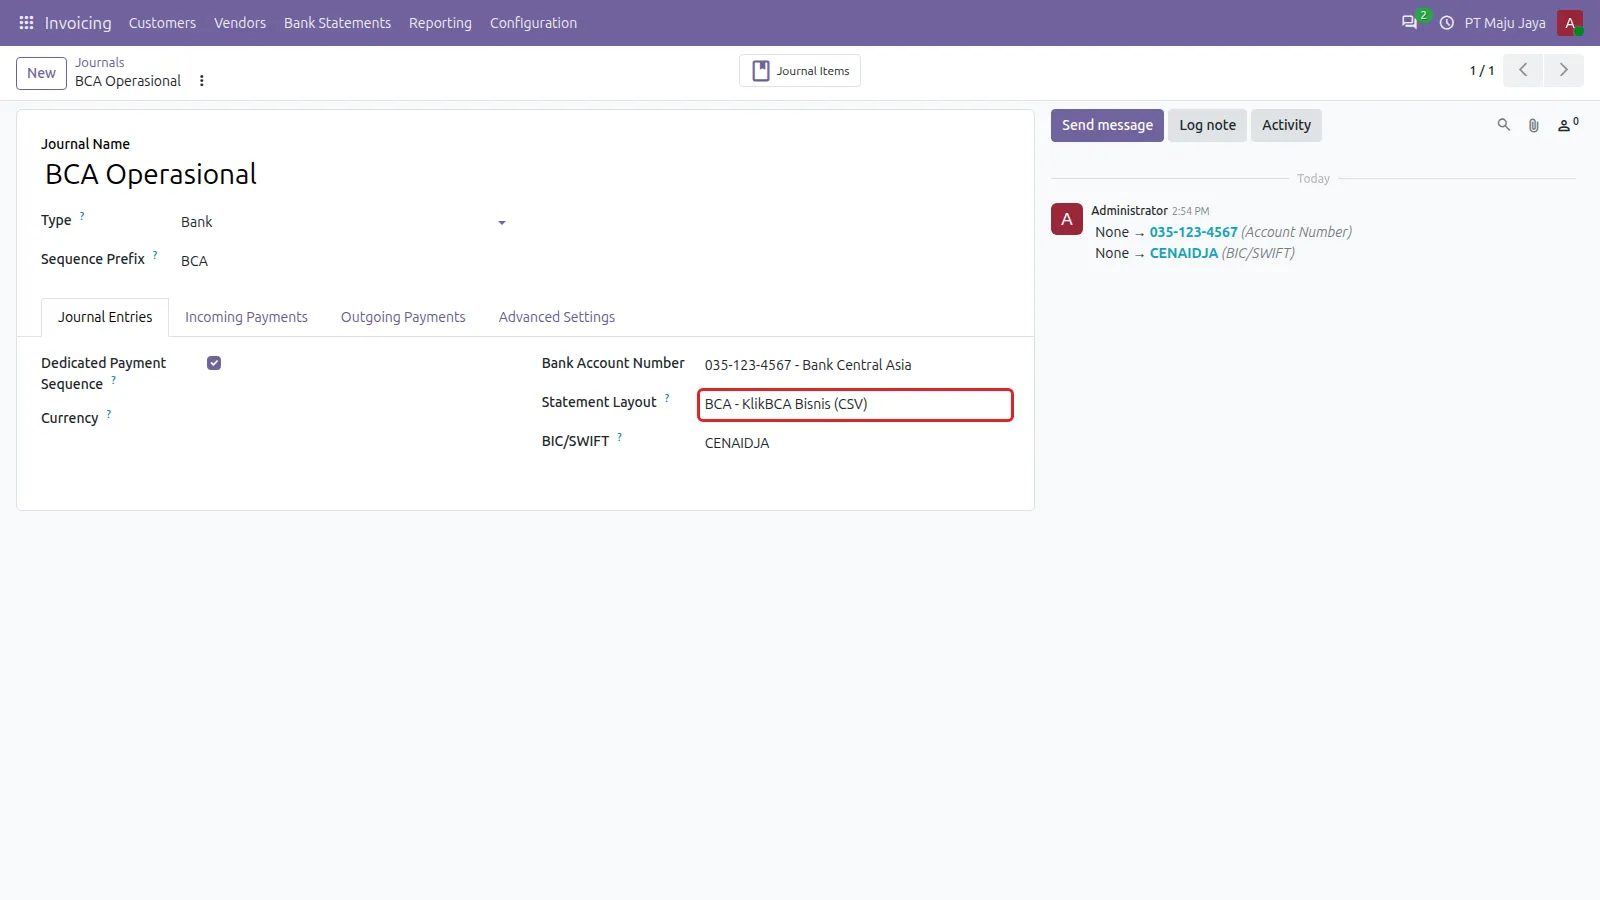 Invoicing Customers Vendors Bank Statements Reporting Configuration 2 PT Maju Jaya A
New Journals
BCA Operasional
Journal Items
1 / 1
Journal Name
BCA Operasional
Type ? Bank
Sequence Prefix ? BCA
Journal Entries Incoming Payments Outgoing Payments Advanced Settings
Dedicated Payment
Sequence ?
Currency ?
Bank Account Number 035-123-4567 - Bank Central Asia
Statement Layout ? BCA - KlikBCA Bisnis (CSV)
BIC/SWIFT ? CENAIDJA
Send message Log note Activity 0
Today
A Administrator 2:54 PM
None → 035-123-4567 (Account Number)
None → CENAIDJA (BIC/SWIFT)